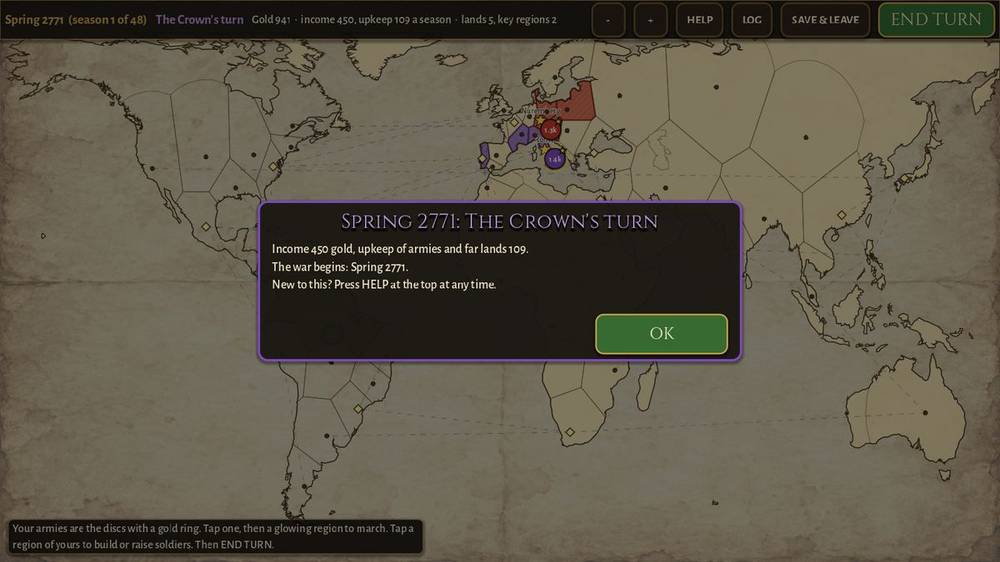 Spring 2771 (season 1 of 48) The Crown's turn Gold 941 · income 450, upkeep 109 a season · lands 5, key regions 2
- + HELP LOG SAVE & LEAVE END TURN
1.3k
1.4k
Spring 2771: The Crown's turn
Income 450 gold, upkeep of armies and far lands 109.
The war begins: Spring 2771.
New to this? Press HELP at the top at any time.
OK
Your armies are the discs with a gold ring. Tap one, then a glowing region to march. Tap a
region of yours to build or raise soldiers. Then END TURN.